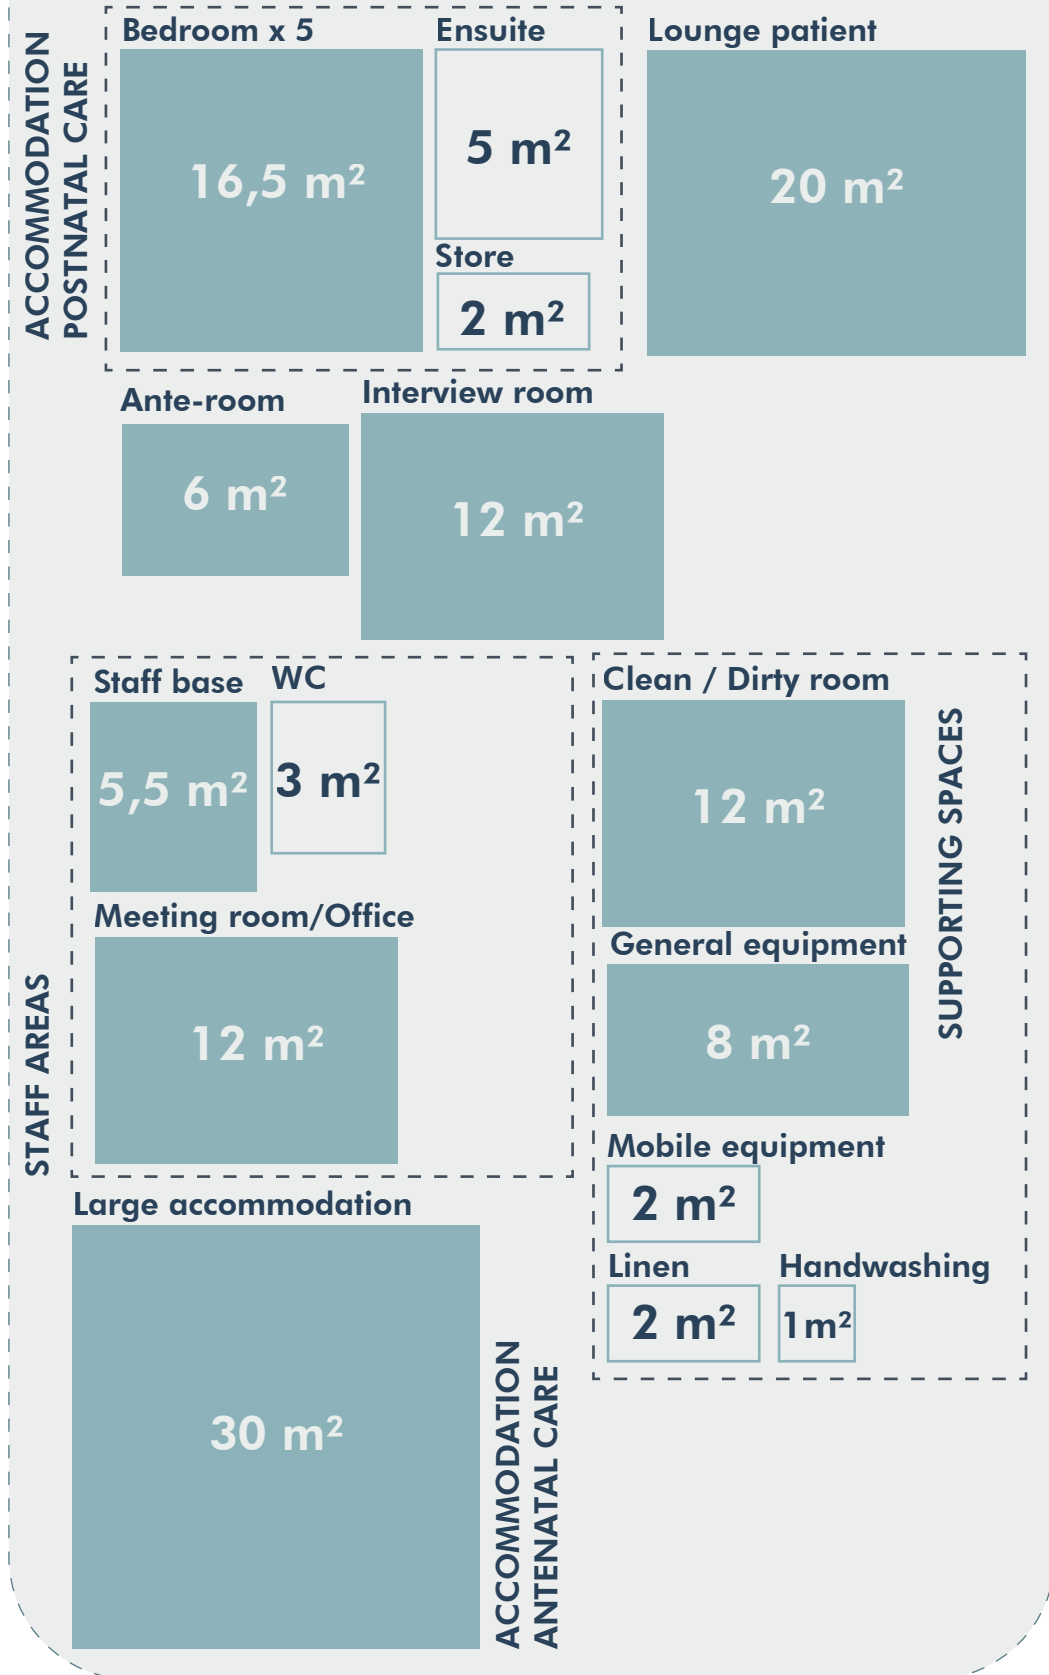 ACCOMMODATION
POSTNATAL CARE
Bedroom x 5
16,5 m²
Ensuite
5 m²
Store
2 m²
Lounge patient
20 m²
Ante-room
6 m²
Interview room
12 m²
STAFF AREAS
Staff base
5,5 m²
WC
3 m²
Meeting room/Office
12 m²
Clean / Dirty room
12 m²
SUPPORTING SPACES
General equipment
8 m²
Mobile equipment
2 m²
Linen
2 m²
Handwashing
1m²
Large accommodation
30 m²
ACCOMMODATION
ANTENATAL CARE